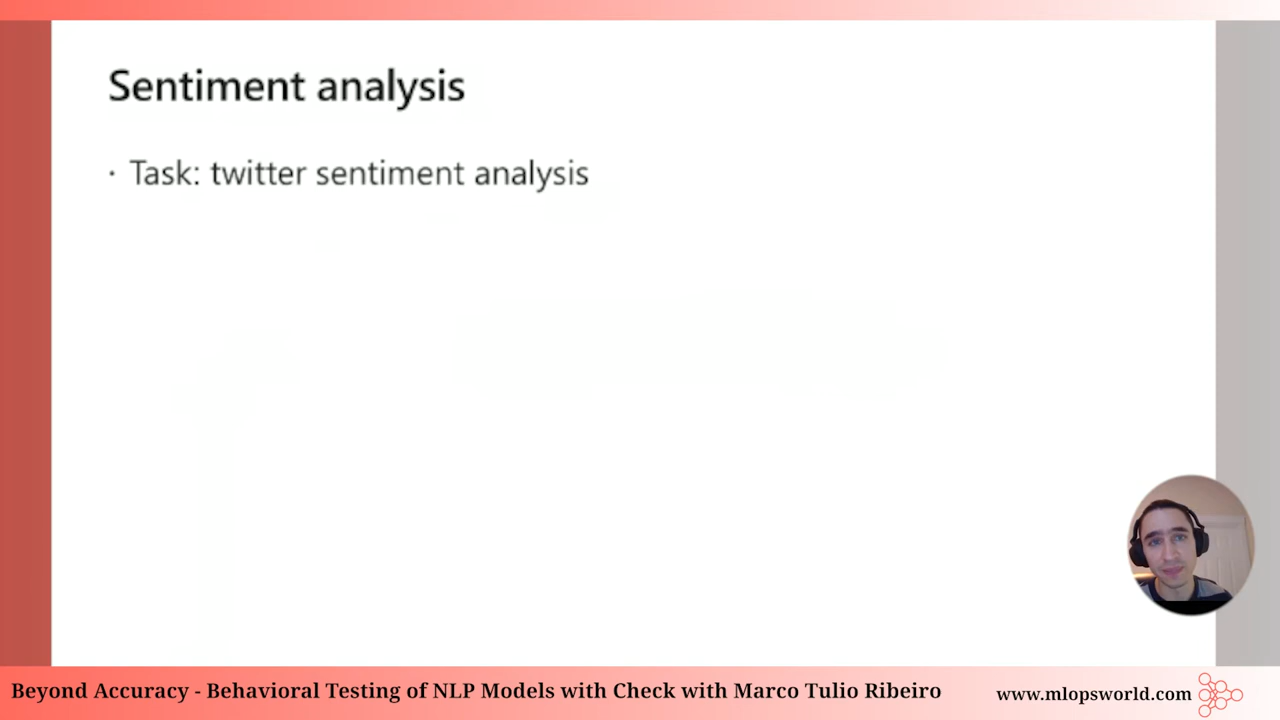 Sentiment analysis
· Task: twitter sentiment analysis
Beyond Accuracy - Behavioral Testing of NLP Models with Check with Marco Tulio Ribeiro
www.mlopsworld.com